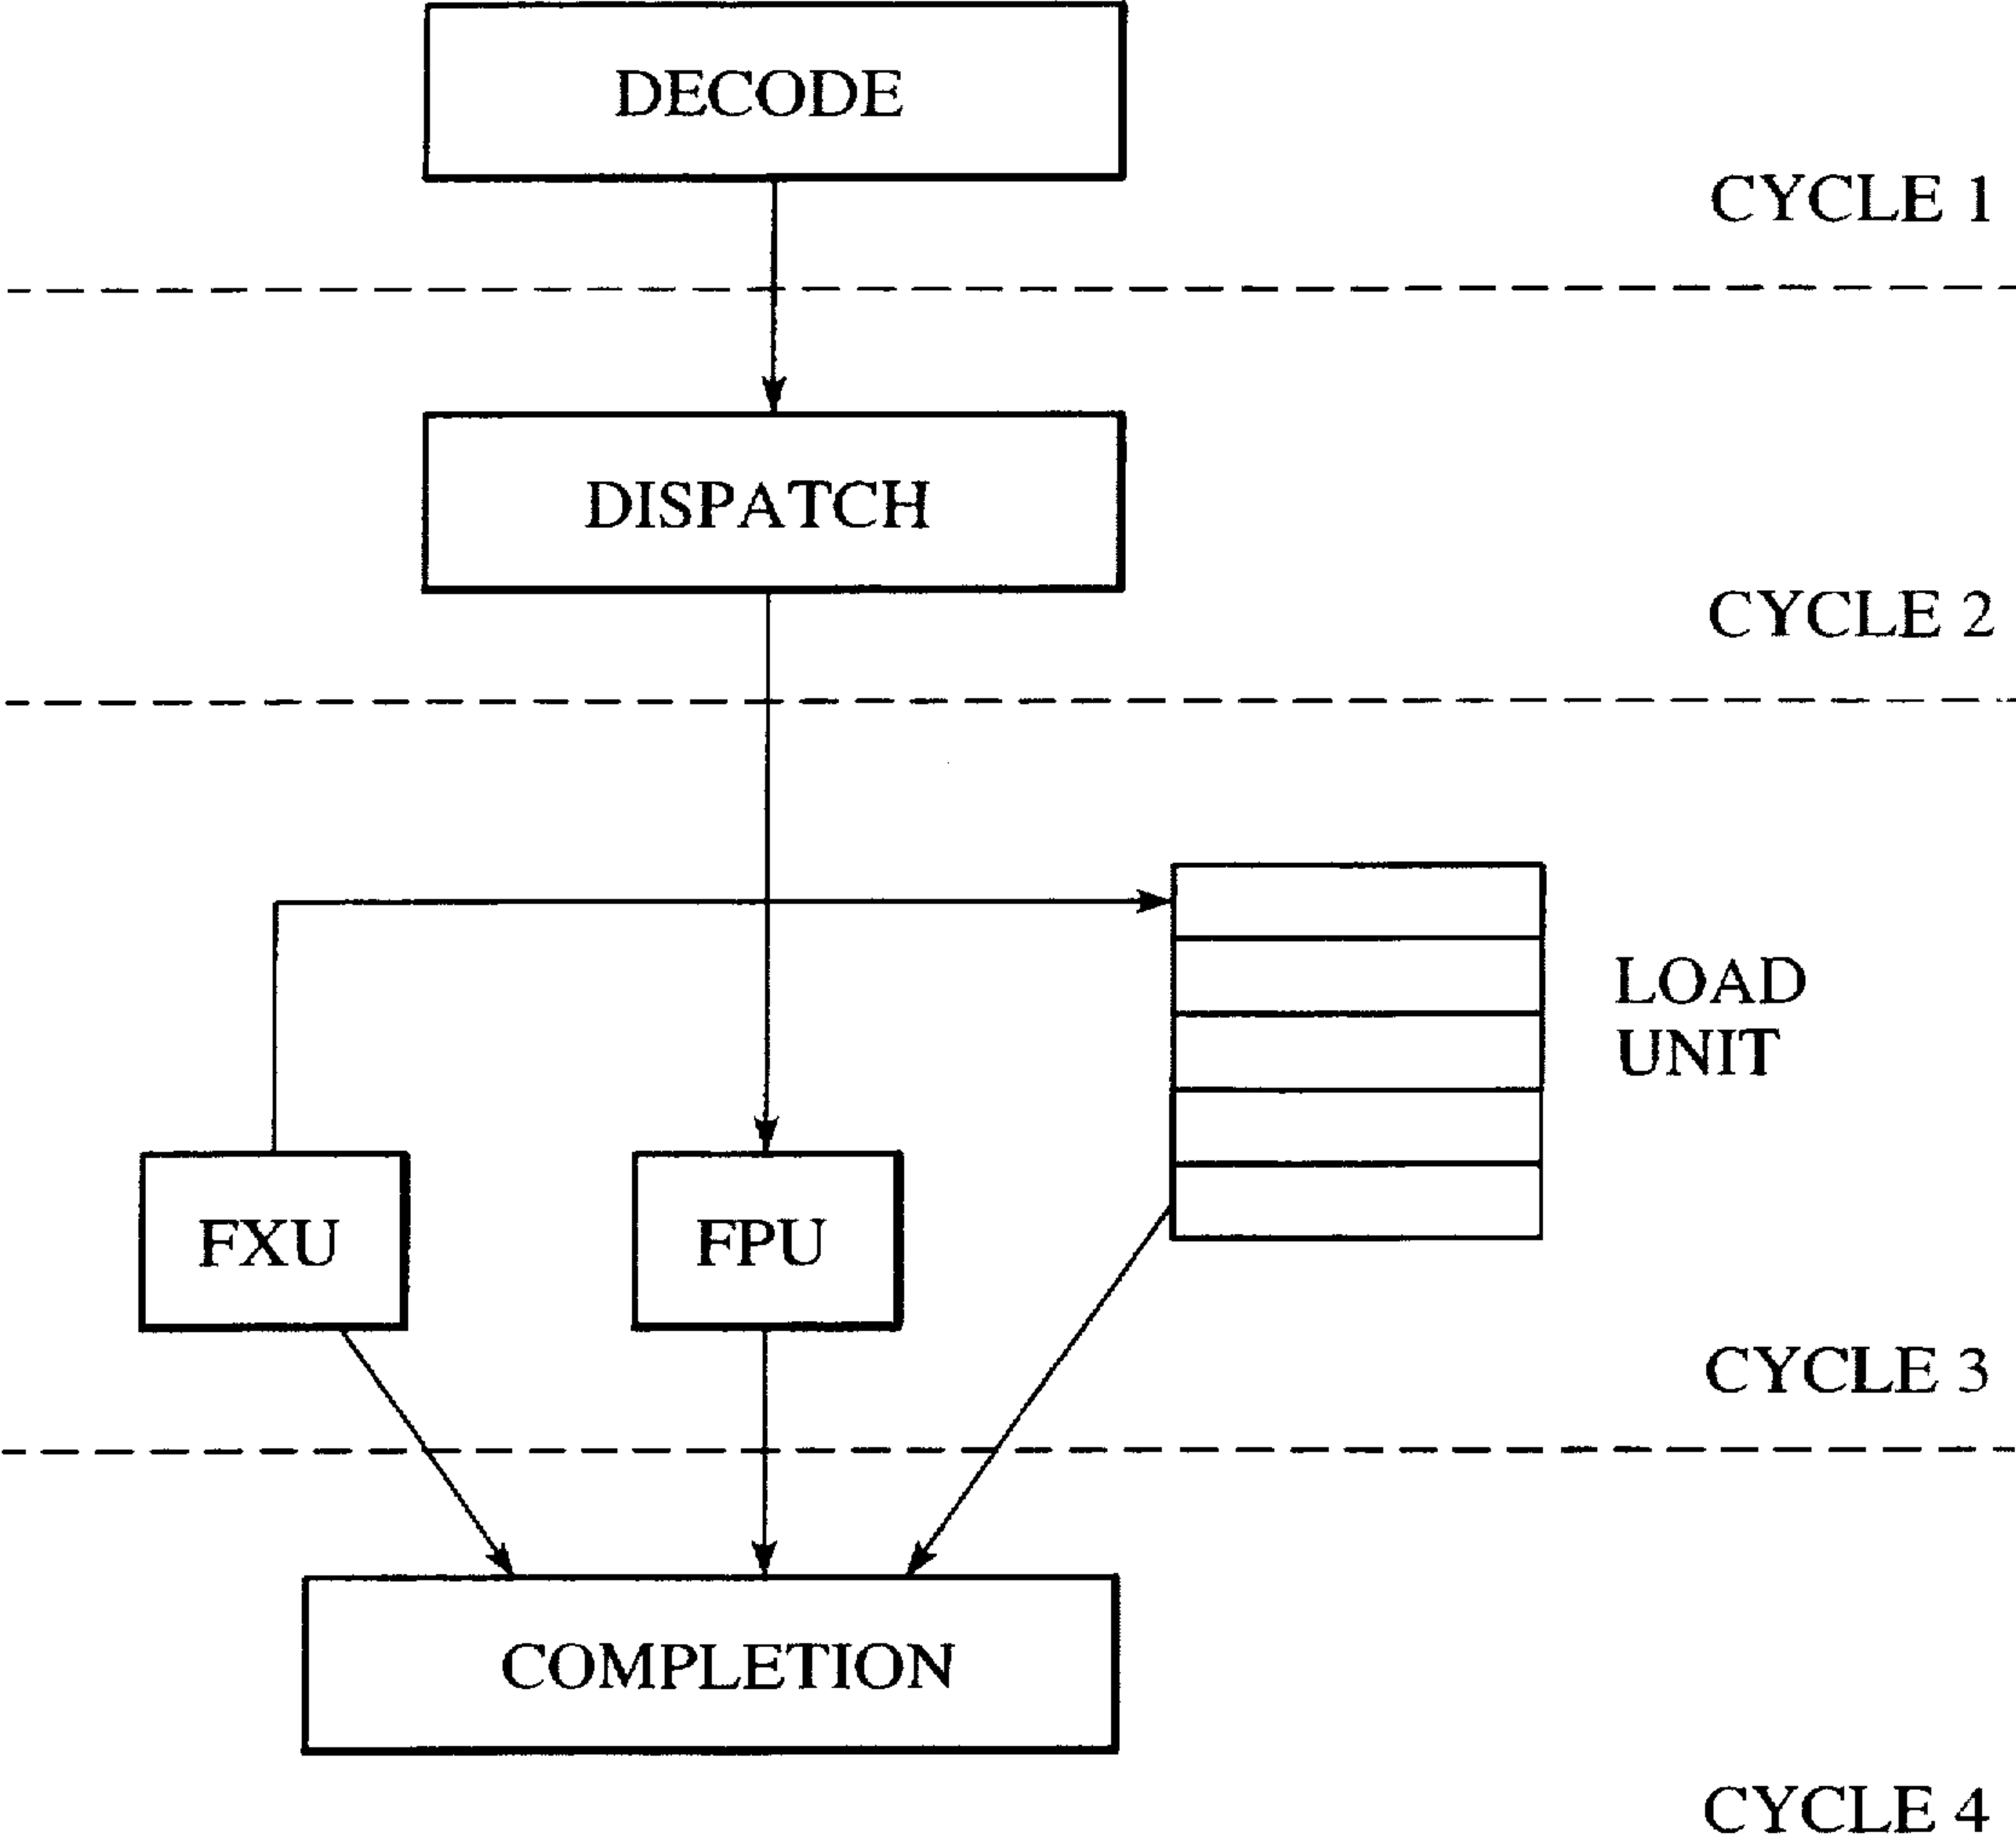 DECODE
CYCLE 1
DISPATCH
CYCLE 2
LOAD
UNIT
FXU
FPU
CYCLE 3
COMPLETION
CYCLE 4